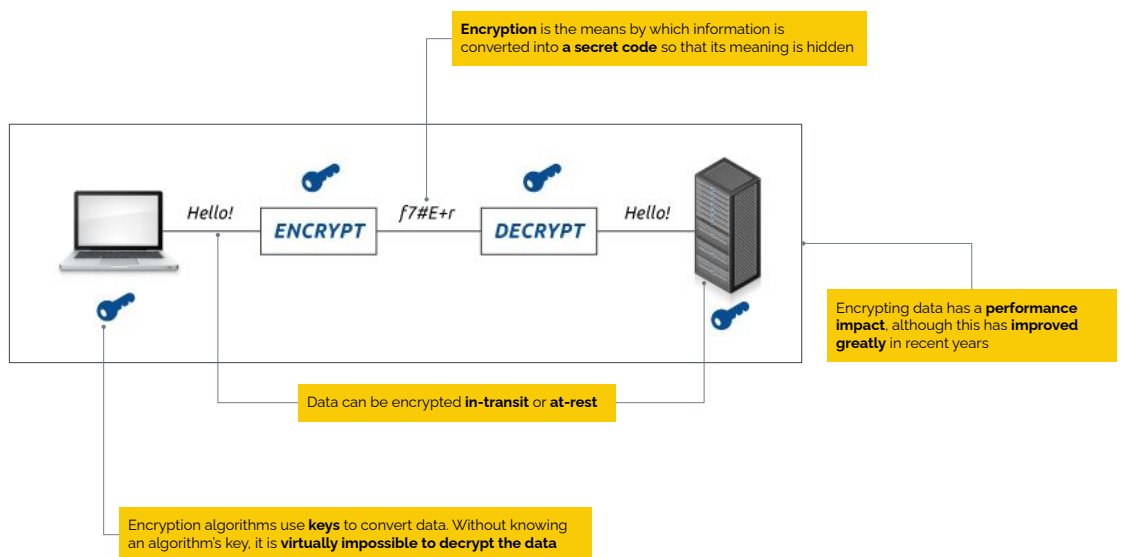 Encryption is the means by which information is
converted into a secret code so that its meaning is hidden
Hello!
ENCRYPT
f7#E+r
DECRYPT
Hello!
Encrypting data has a performance
impact, although this has improved
greatly in recent years
Data can be encrypted in-transit or at-rest
Encryption algorithms use keys to convert data. Without knowing
an algorithm's key, it is virtually impossible to decrypt the data